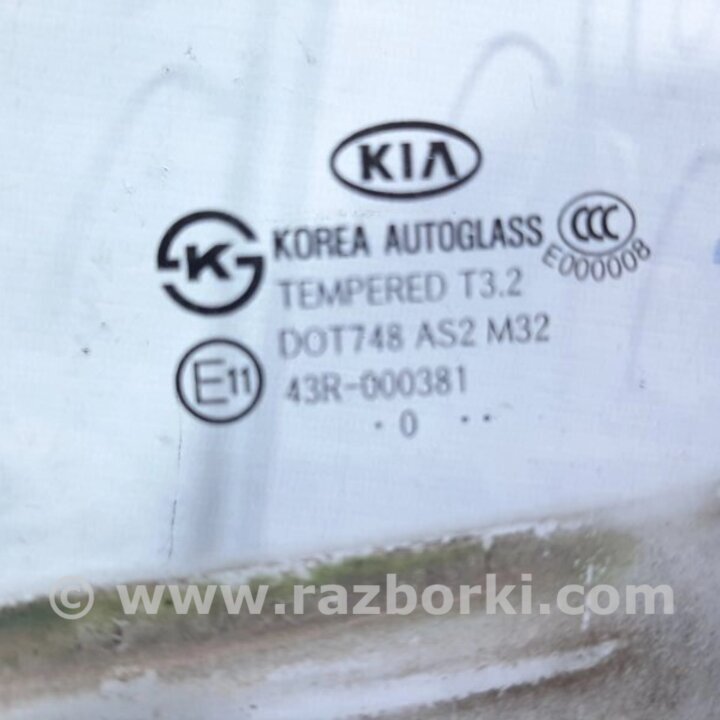 KIA
KOREA AUTOGLASS
CCC
E000008
K
TEMPERED T3.2
DOT748 AS2 M32
E11
43R-000381
. 0 ..
© www.razborki.com